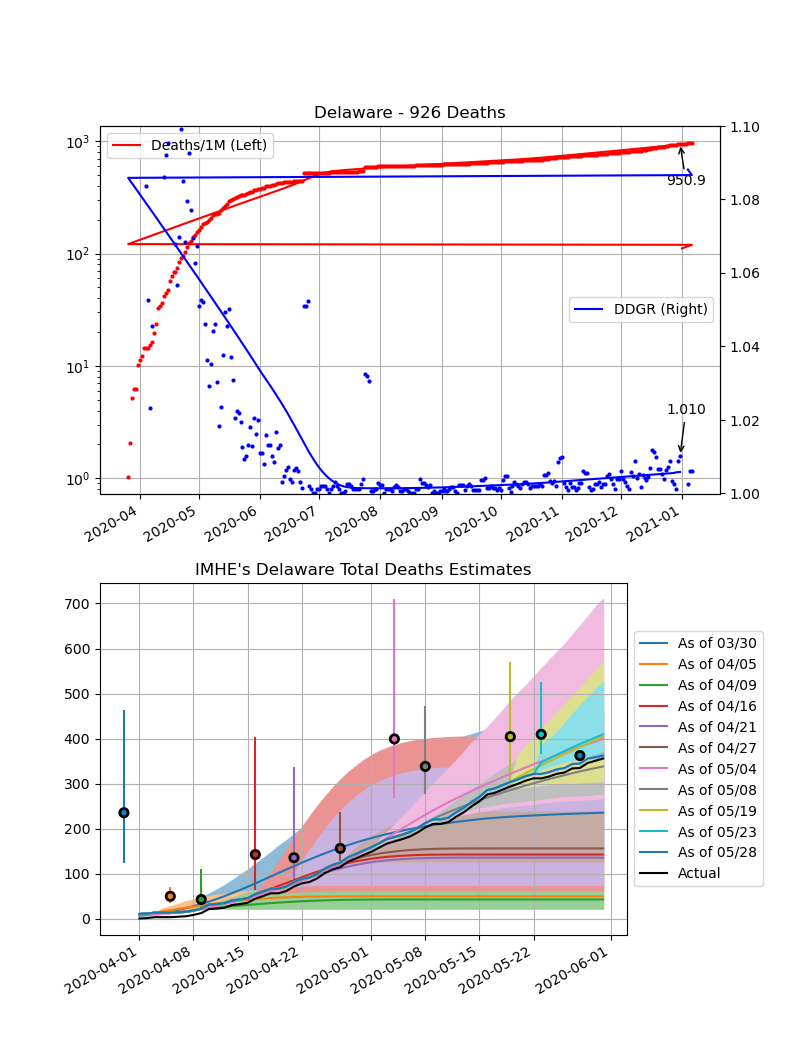 Delaware - 926 Deaths
Deaths/1M (Left)
DDGR (Right)
950.9
1.010
10³
10²
10¹
10⁰
1.10
1.08
1.06
1.04
1.02
1.00
2020-04
2020-05
2020-06
2020-07
2020-08
2020-09
2020-10
2020-11
2020-12
2021-01
IMHE's Delaware Total Deaths Estimates
700
600
500
400
300
200
100
0
2020-04-01
2020-04-08
2020-04-15
2020-04-22
2020-05-01
2020-05-08
2020-05-15
2020-05-22
2020-06-01
As of 03/30
As of 04/05
As of 04/09
As of 04/16
As of 04/21
As of 04/27
As of 05/04
As of 05/08
As of 05/19
As of 05/23
As of 05/28
Actual